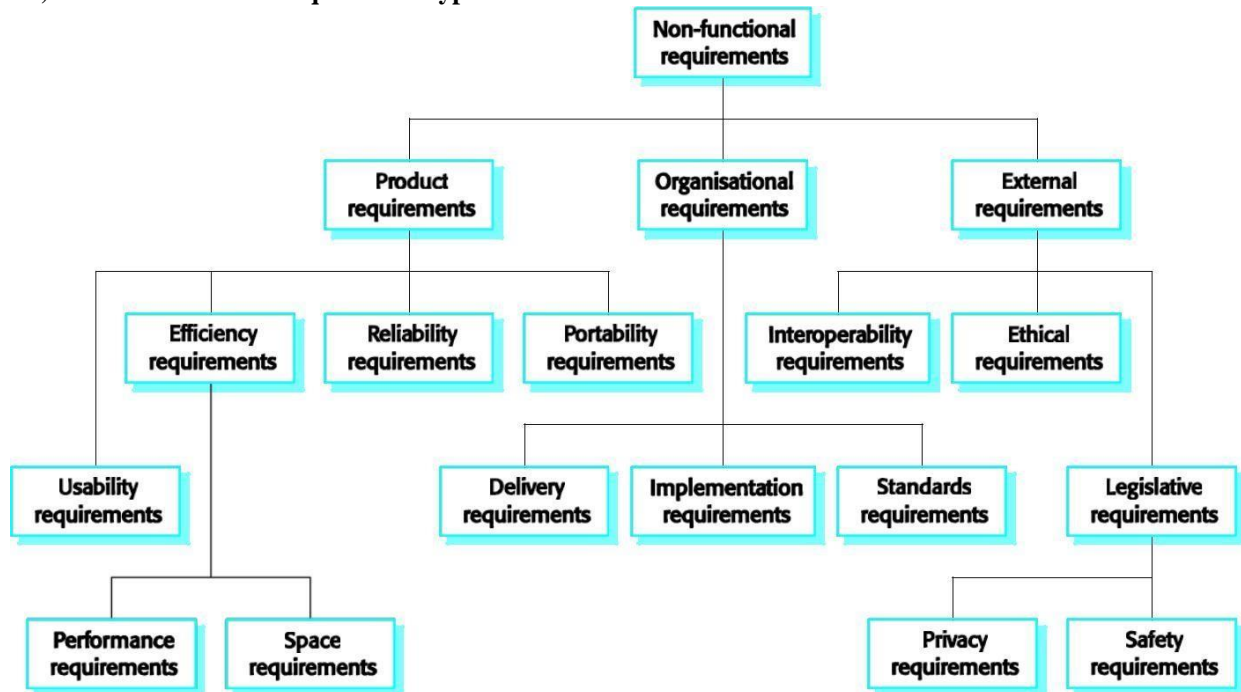 Non-functional
requirements
Product
requirements
Organisational
requirements
External
requirements
Efficiency
requirements
Reliability
requirements
Portability
requirements
Interoperability
requirements
Ethical
requirements
Usability
requirements
Delivery
requirements
Implementation
requirements
Standards
requirements
Legislative
requirements
Performance
requirements
Space
requirements
Privacy
requirements
Safety
requirements